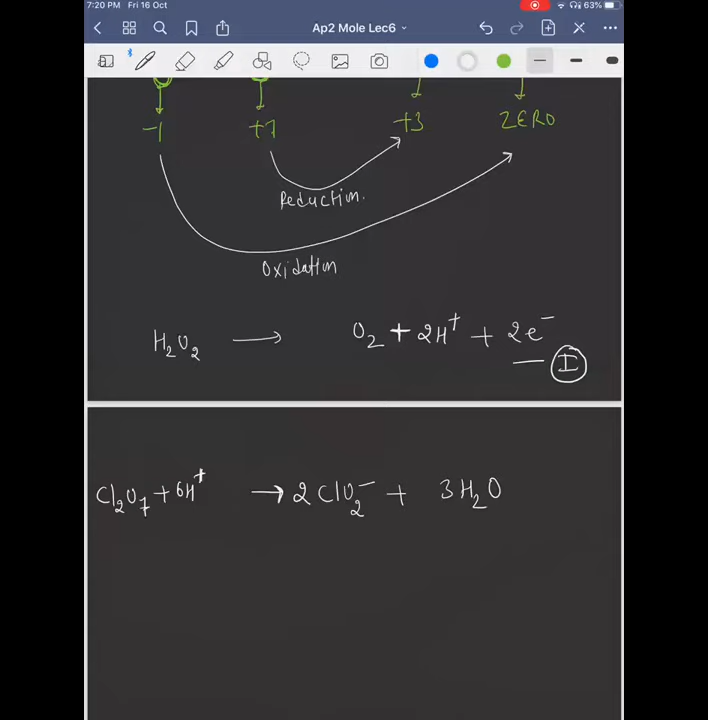 7:20 PM Fri 16 Oct 63%
Ap2 Mole Lec6
-1 +7 +3 ZERO
Reduction.
Oxidation
H₂O₂ → O₂ + 2H⁺ + 2e⁻
— I
Cl₂O₇ + 6H⁺ → 2ClO₂⁻ + 3H₂O